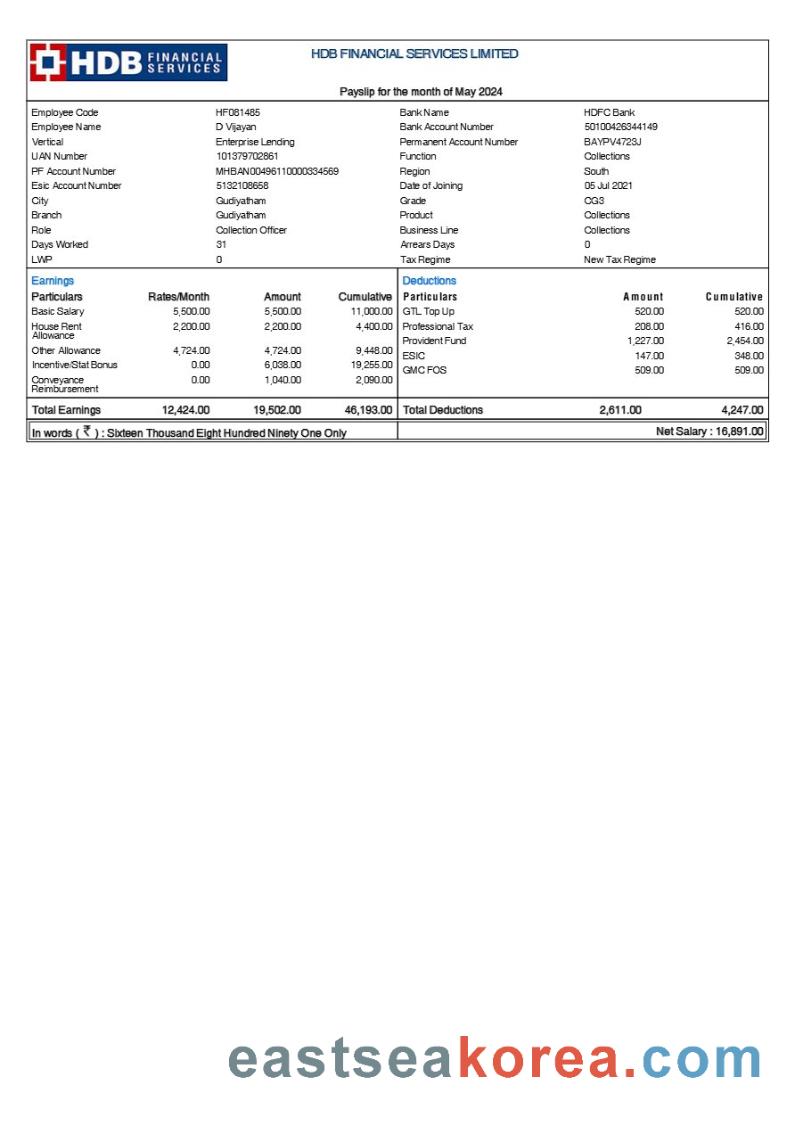 HDB FINANCIAL SERVICES
HDB FINANCIAL SERVICES LIMITED
Payslip for the month of May 2024
Employee Code HF081485 Bank Name HDFC Bank
Employee Name D Vijayan Bank Account Number 50100426344149
Vertical Enterprise Lending Permanent Account Number BAYPV4723J
UAN Number 101379702861 Function Collections
PF Account Number MHBAN00496110000334569 Region South
Esic Account Number 5132108658 Date of Joining 05 Jul 2021
City Gudiyatham Grade CG3
Branch Gudiyatham Product Collections
Role Collection Officer Business Line Collections
Days Worked 31 Arrears Days 0
LWP 0 Tax Regime New Tax Regime
Earnings Deductions
Particulars Rates/Month Amount Cumulative Particulars Amount Cumulative
Basic Salary 5,500.00 5,500.00 11,000.00 GTL Top Up 520.00 520.00
House Rent Allowance 2,200.00 2,200.00 4,400.00 Professional Tax 208.00 416.00
Provident Fund 1,227.00 2,454.00
Other Allowance 4,724.00 4,724.00 9,448.00 ESIC 147.00 348.00
Incentive/Stat Bonus 0.00 6,038.00 19,255.00 GMC FOS 509.00 509.00
Conveyance Reimbursement 0.00 1,040.00 2,090.00
Total Earnings 12,424.00 19,502.00 46,193.00 Total Deductions 2,611.00 4,247.00
In words ( ₹ ) : Sixteen Thousand Eight Hundred Ninety One Only Net Salary : 16,891.00
eastseakorea.com